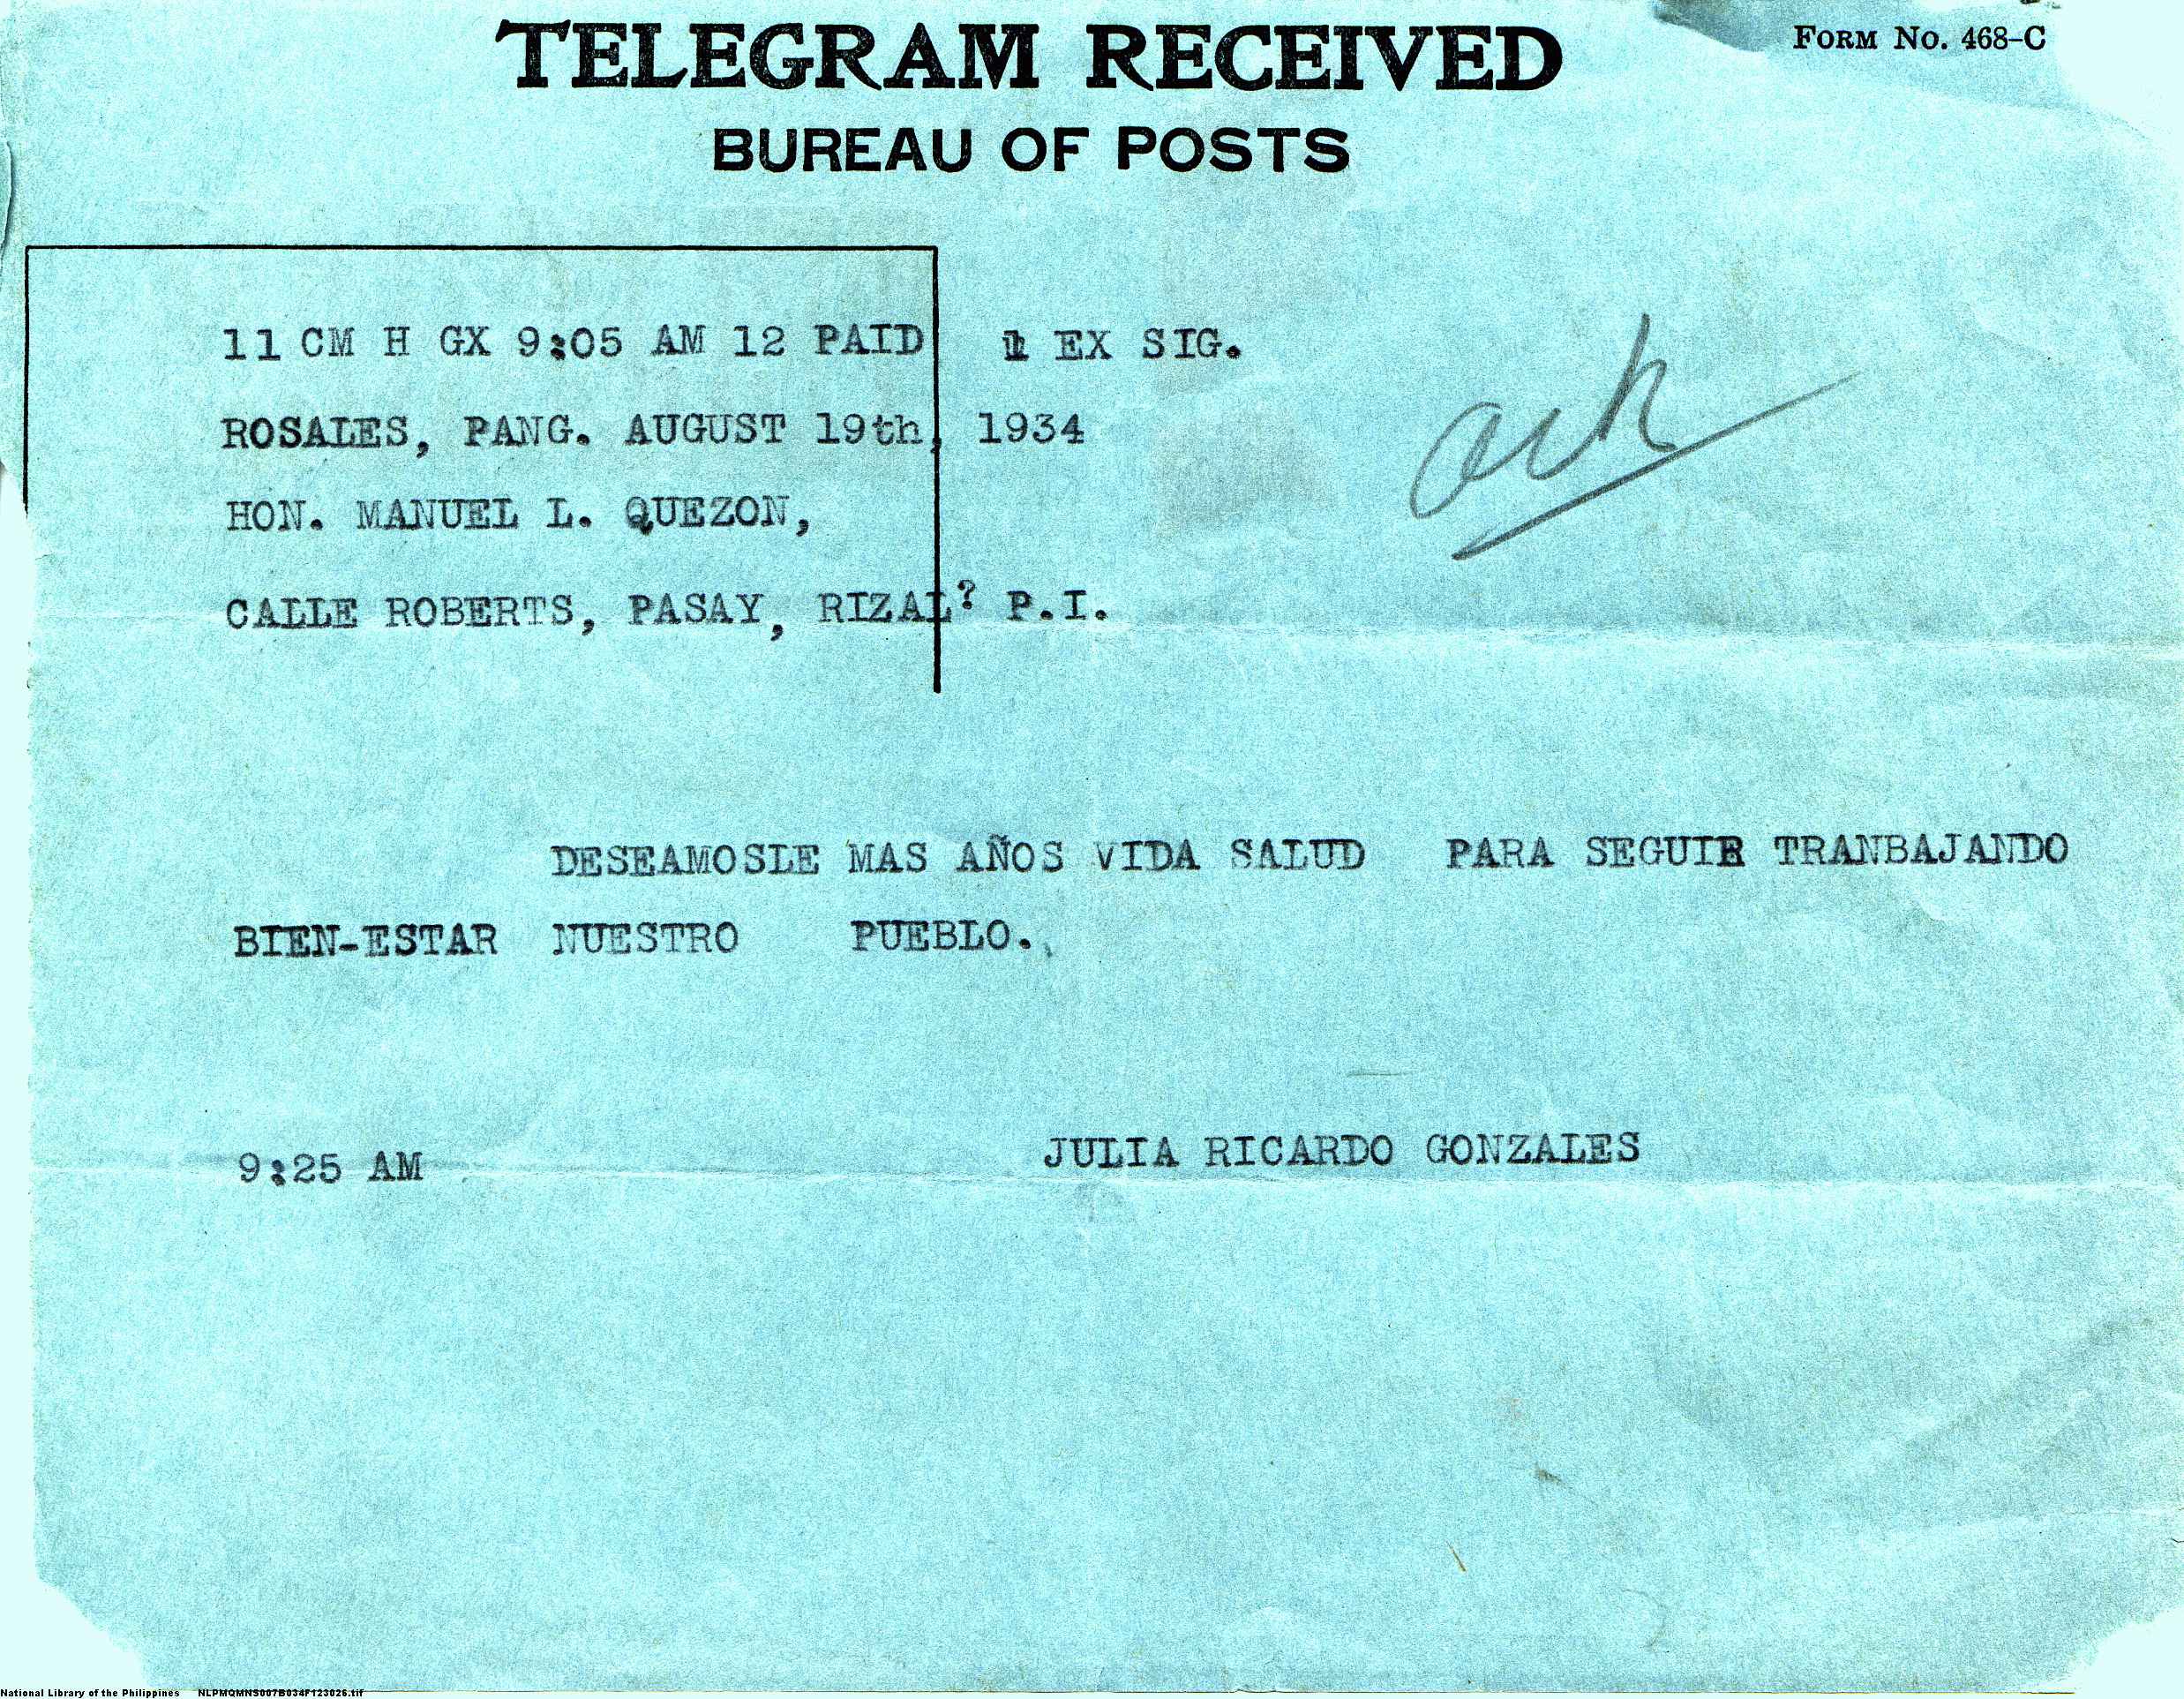 TELEGRAM RECEIVED
FORM NO. 468-C
BUREAU OF POSTS
11 CM H GX 9:05 AM 12 PAID 1 EX SIG.
ROSALES, PANG. AUGUST 19th, 1934
HON. MANUEL L. QUEZON,
CALLE ROBERTS, PASAY, RIZAL? P.I.
ack
DESEAMOSLE MAS AÑOS VIDA SALUD PARA SEGUIR TRANBAJANDO
BIEN-ESTAR NUESTRO PUEBLO.
9:25 AM
JULIA RICARDO GONZALES
National Library of the Philippines NLPMQMNS007B034F123026.tif